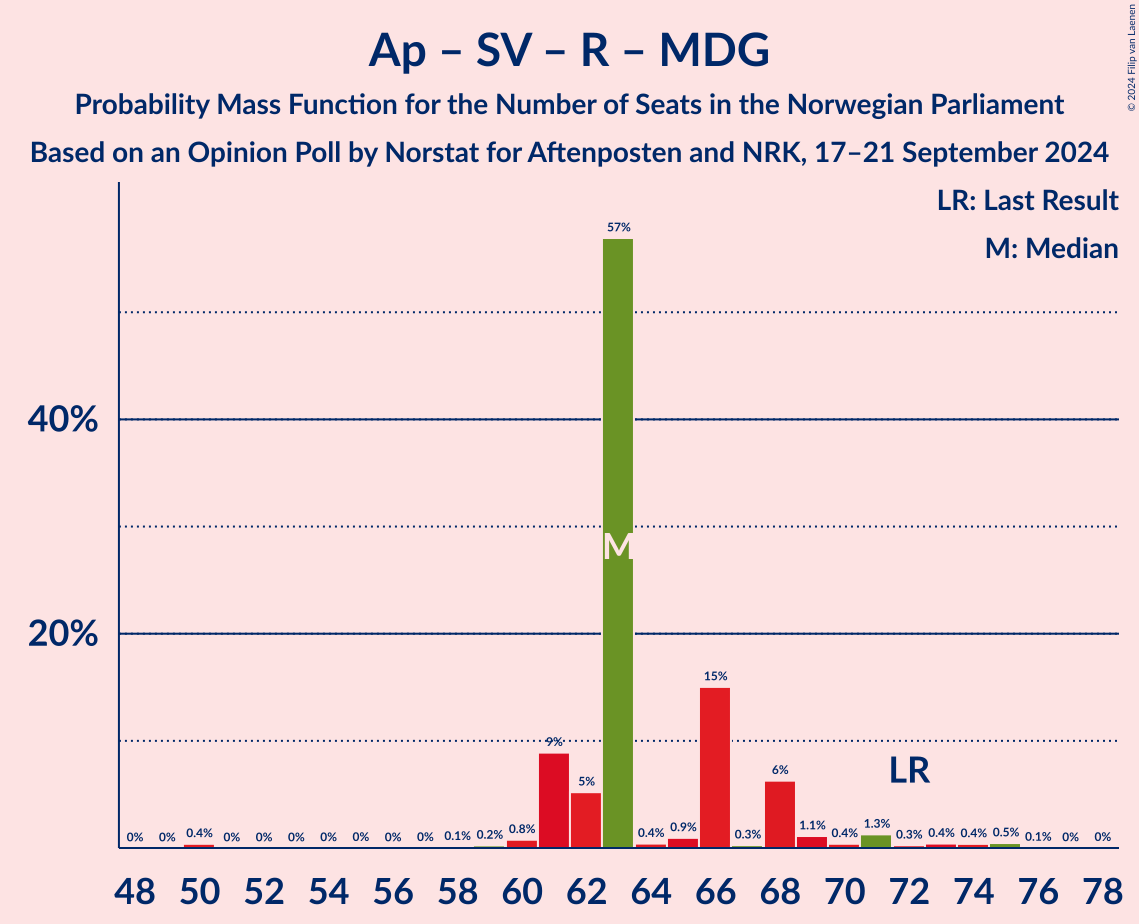 Ap – SV – R – MDG
Probability Mass Function for the Number of Seats in the Norwegian Parliament
Based on an Opinion Poll by Norstat for Aftenposten and NRK, 17–21 September 2024
© 2024 Filip van Laenen
LR: Last Result
M: Median
40%
20%
0% 0% 0.4% 0% 0% 0% 0% 0% 0% 0% 0.1% 0.2% 0.8% 9% 5% 57% 0.4% 0.9% 15% 0.3% 6% 1.1% 0.4% 1.3% 0.3% 0.4% 0.4% 0.5% 0.1% 0% 0%
M
LR
48 50 52 54 56 58 60 62 64 66 68 70 72 74 76 78